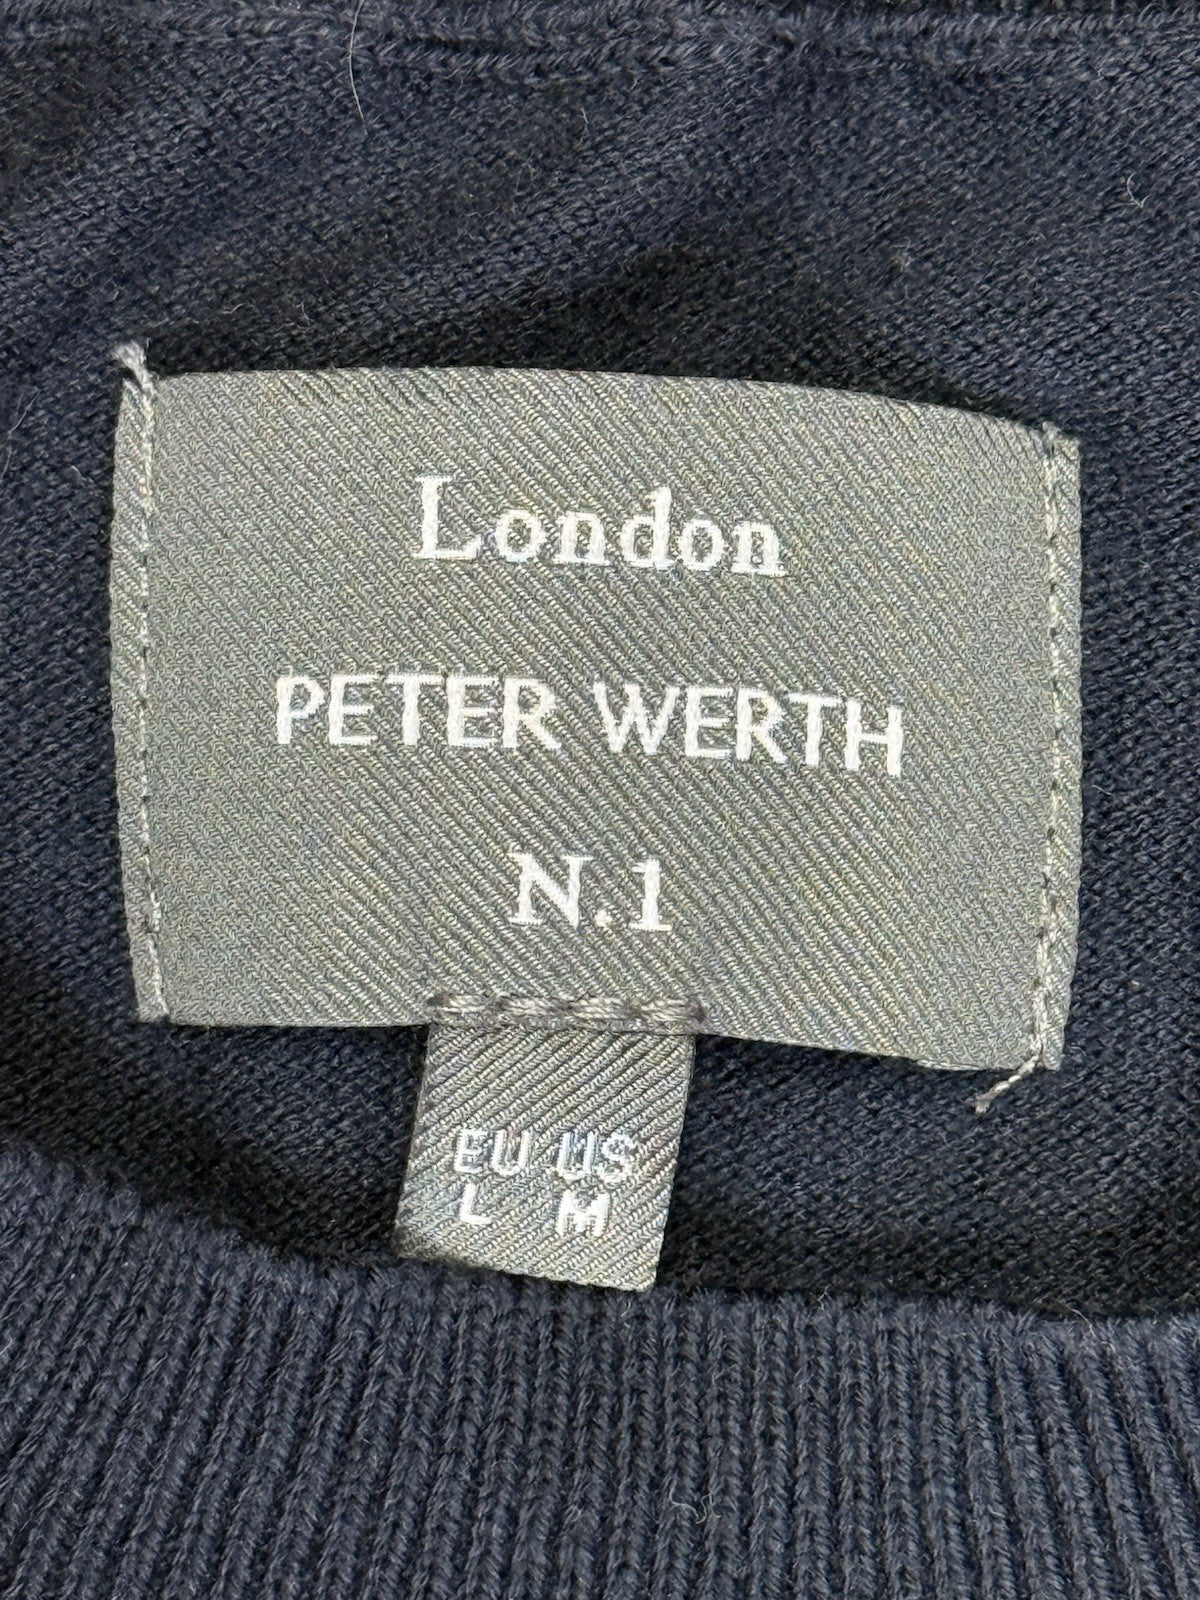 London
PETER WERTH
N.1
EU US
L M